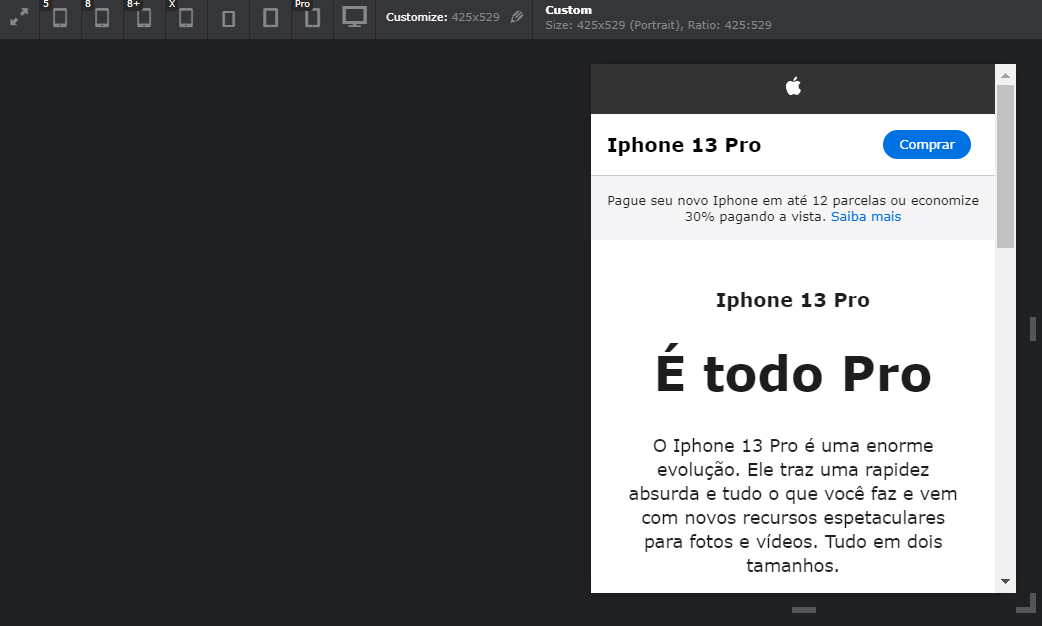 5 8 8+ X Pro Customize: 425x529 Custom
Size: 425x529 (Portrait), Ratio: 425:529
Iphone 13 Pro Comprar
Pague seu novo Iphone em até 12 parcelas ou economize
30% pagando a vista. Saiba mais
Iphone 13 Pro
É todo Pro
O Iphone 13 Pro é uma enorme
evolução. Ele traz uma rapidez
absurda e tudo o que você faz e vem
com novos recursos espetaculares
para fotos e vídeos. Tudo em dois
tamanhos.